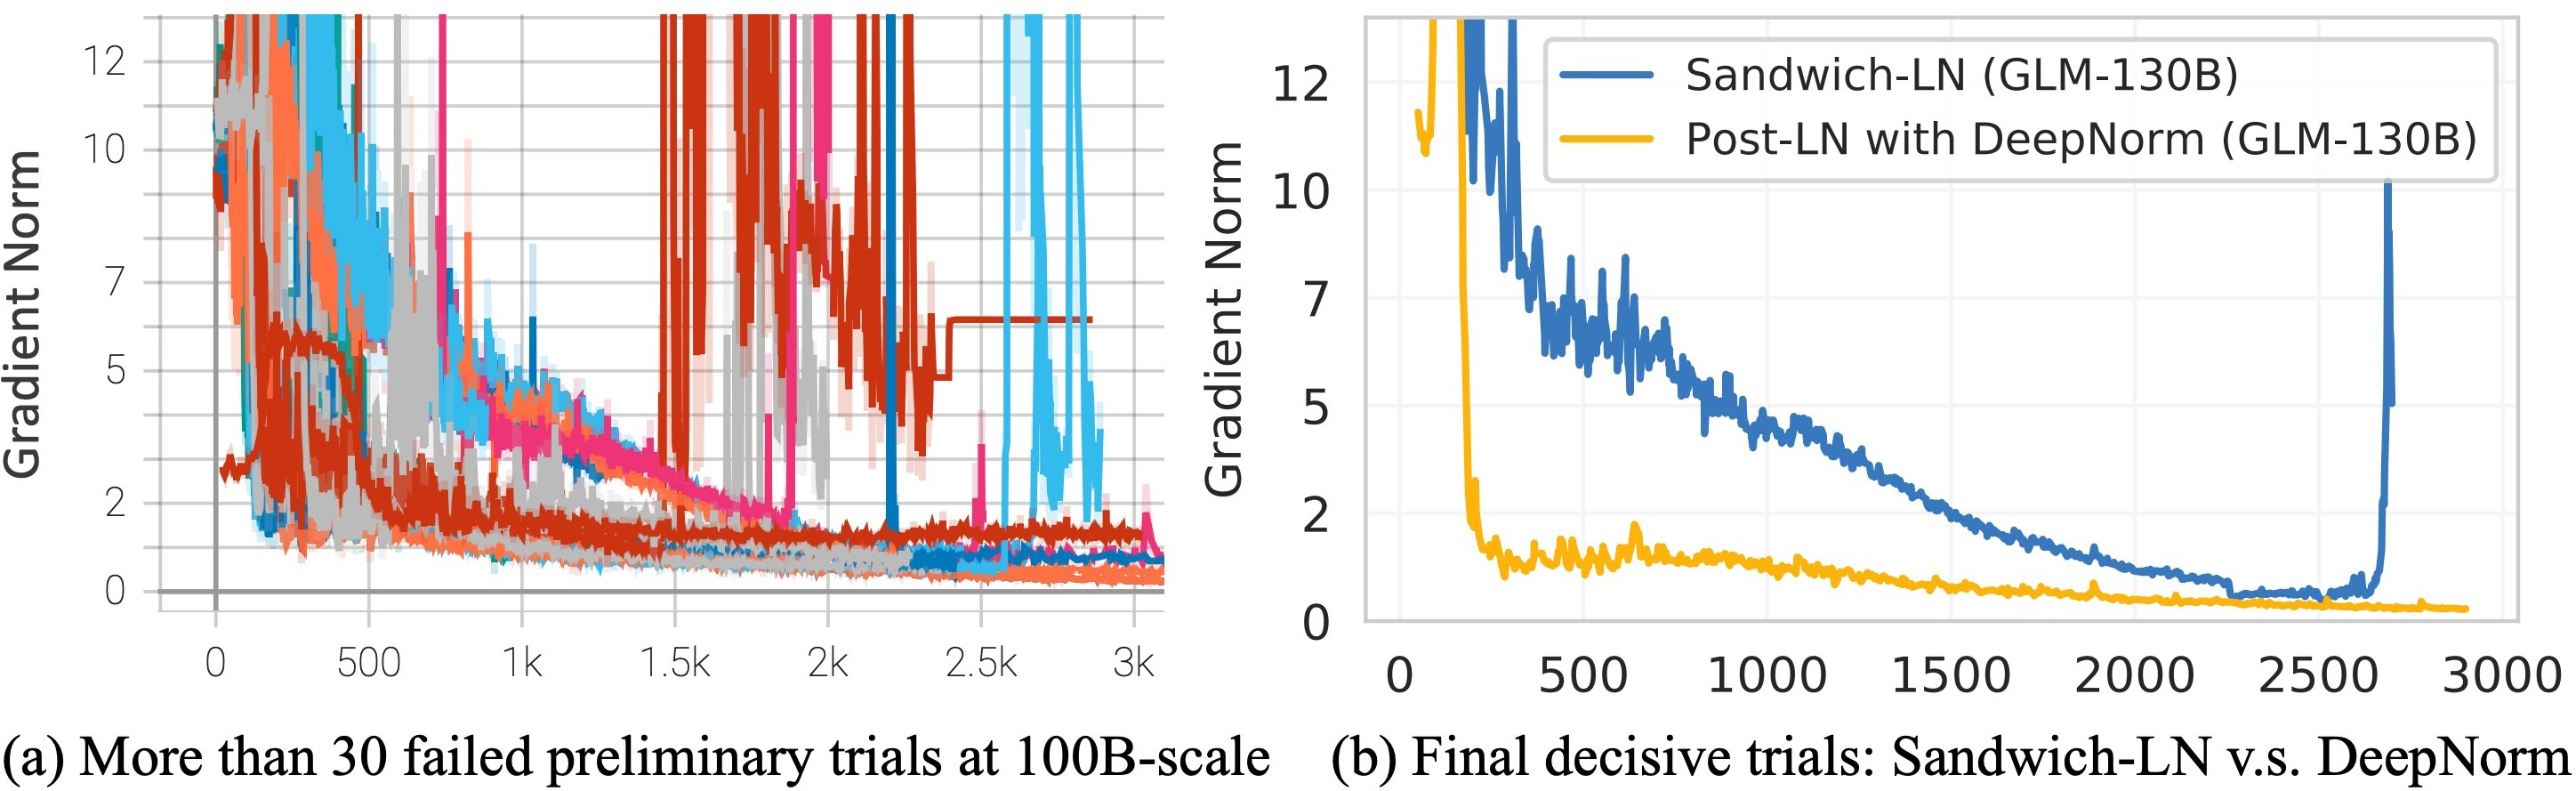 Gradient Norm
12
10
7
5
2
0
0 500 1k 1.5k 2k 2.5k 3k
(a) More than 30 failed preliminary trials at 100B-scale
Gradient Norm
12
10
7
5
2
0
Sandwich-LN (GLM-130B)
Post-LN with DeepNorm (GLM-130B)
0 500 1000 1500 2000 2500 3000
(b) Final decisive trials: Sandwich-LN v.s. DeepNorm